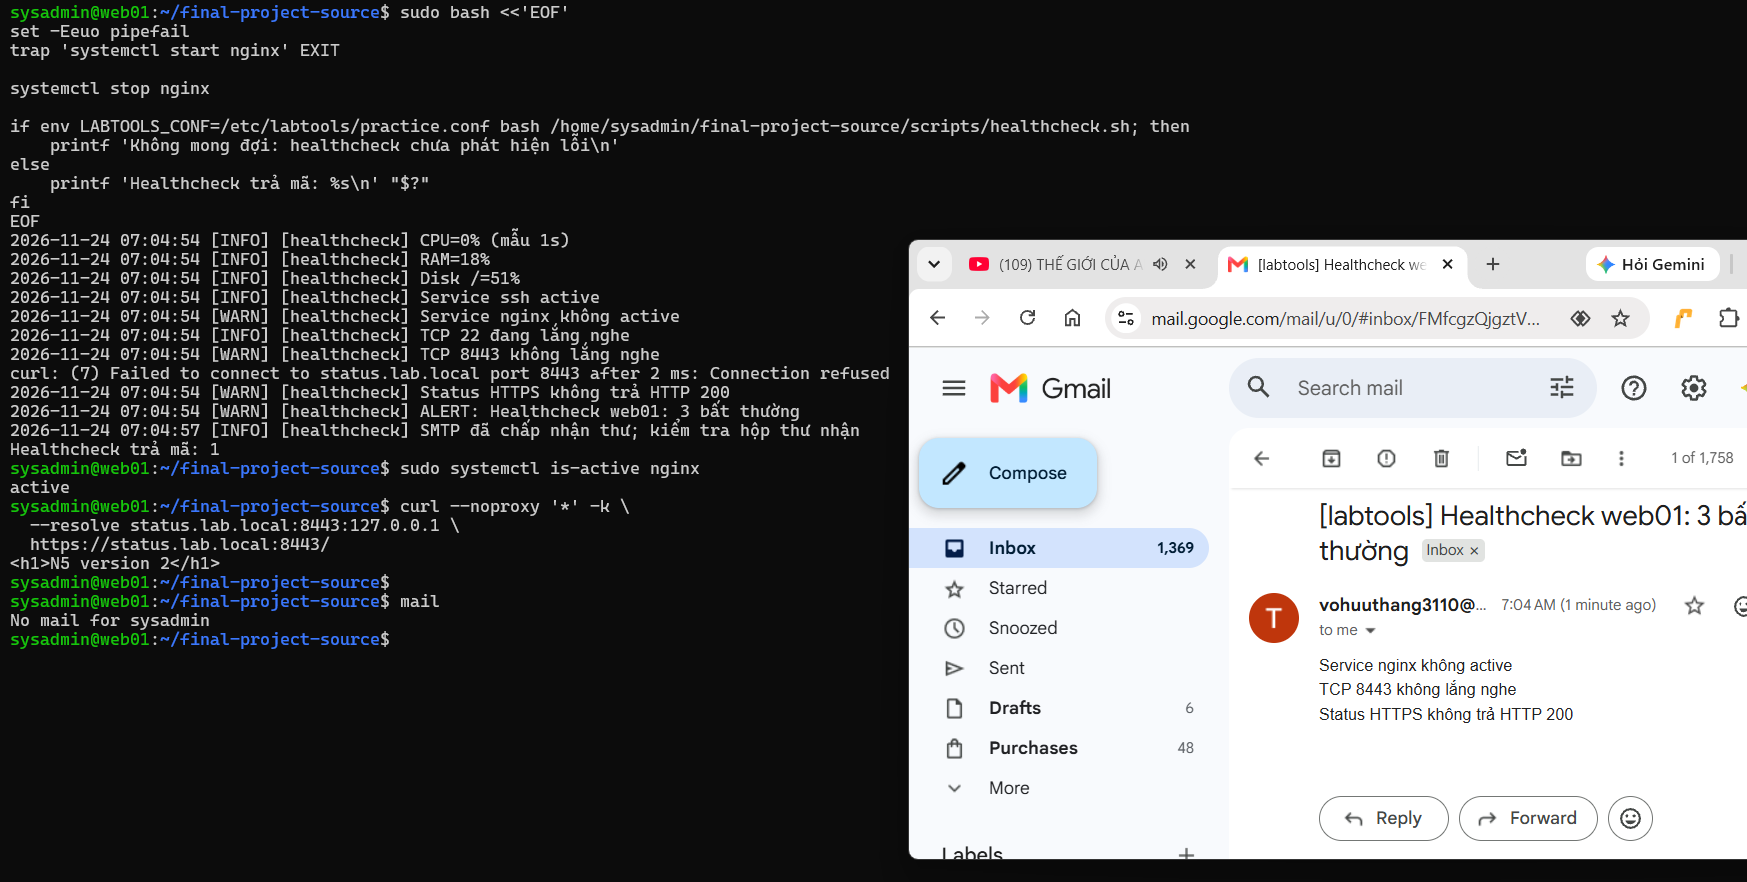 sysadmin@web01:~/final-project-source$ sudo bash <<'EOF'
set -Eeuo pipefail
trap 'systemctl start nginx' EXIT
systemctl stop nginx
if env LABTOOLS_CONF=/etc/labtools/practice.conf bash /home/sysadmin/final-project-source/scripts/healthcheck.sh; then
    printf 'Không mong đợi: healthcheck chưa phát hiện lỗi\n'
else
    printf 'Healthcheck trả mã: %s\n' "$?"
fi
EOF
2026-11-24 07:04:54 [INFO] [healthcheck] CPU=0% (mẫu 1s)
2026-11-24 07:04:54 [INFO] [healthcheck] RAM=18%
2026-11-24 07:04:54 [INFO] [healthcheck] Disk /=51%
2026-11-24 07:04:54 [INFO] [healthcheck] Service ssh active
2026-11-24 07:04:54 [WARN] [healthcheck] Service nginx không active
2026-11-24 07:04:54 [INFO] [healthcheck] TCP 22 đang lắng nghe
2026-11-24 07:04:54 [WARN] [healthcheck] TCP 8443 không lắng nghe
curl: (7) Failed to connect to status.lab.local port 8443 after 2 ms: Connection refused
2026-11-24 07:04:54 [WARN] [healthcheck] Status HTTPS không trả HTTP 200
2026-11-24 07:04:54 [WARN] [healthcheck] ALERT: Healthcheck web01: 3 bất thường
2026-11-24 07:04:57 [INFO] [healthcheck] SMTP đã chấp nhận thư; kiểm tra hộp thư nhận
Healthcheck trả mã: 1
sysadmin@web01:~/final-project-source$ sudo systemctl is-active nginx
active
sysadmin@web01:~/final-project-source$ curl --noproxy '*' -k \
  --resolve status.lab.local:8443:127.0.0.1 \
  https://status.lab.local:8443/
<h1>N5 version 2</h1>
sysadmin@web01:~/final-project-source$
sysadmin@web01:~/final-project-source$ mail
No mail for sysadmin
sysadmin@web01:~/final-project-source$
(109) THẾ GIỚI CỦA A
[labtools] Healthcheck we
Hỏi Gemini
mail.google.com/mail/u/0/#inbox/FMfcgzQjgztV...
Gmail
Search mail
Compose
1 of 1,758
Inbox 1,369
Starred
Snoozed
Sent
Drafts 6
Purchases 48
More
Labels
[labtools] Healthcheck web01: 3 bấ
thường Inbox ×
T
vohuuthang3110@... 7:04 AM (1 minute ago)
to me
Service nginx không active
TCP 8443 không lắng nghe
Status HTTPS không trả HTTP 200
Reply
Forward